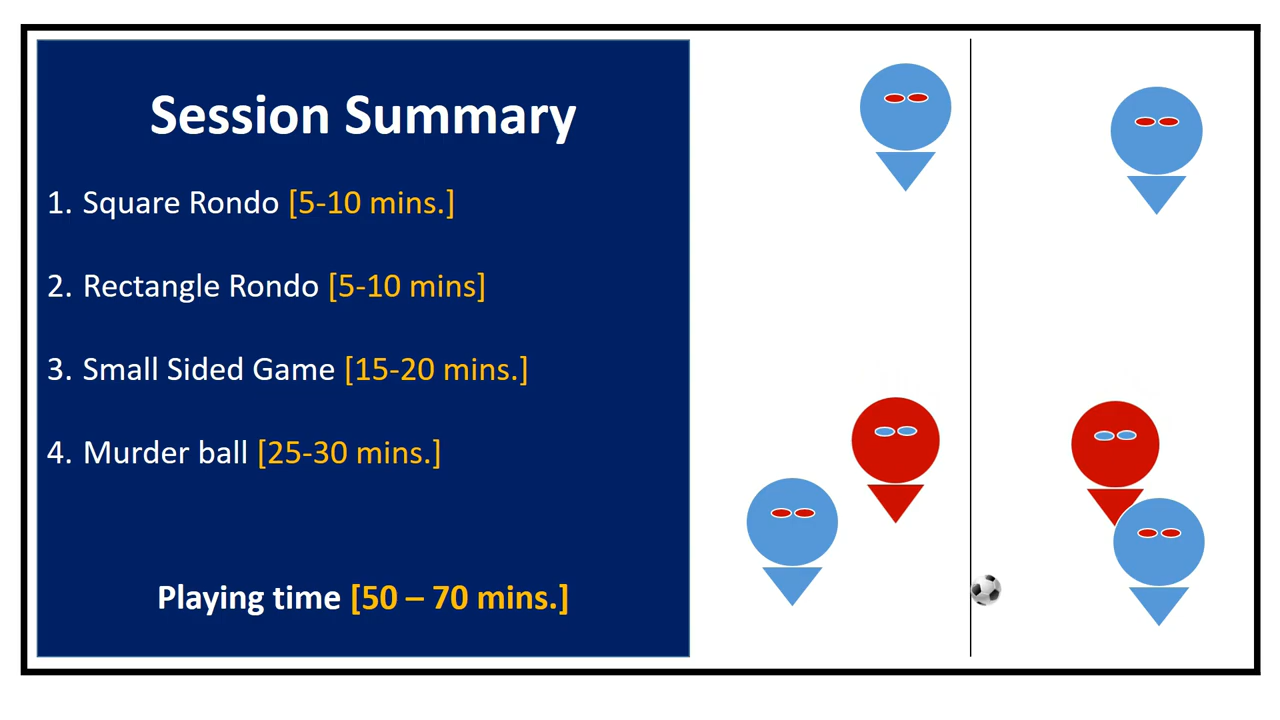 Session Summary
1. Square Rondo [5-10 mins.]
2. Rectangle Rondo [5-10 mins]
3. Small Sided Game [15-20 mins.]
4. Murder ball [25-30 mins.]
Playing time [50 – 70 mins.]